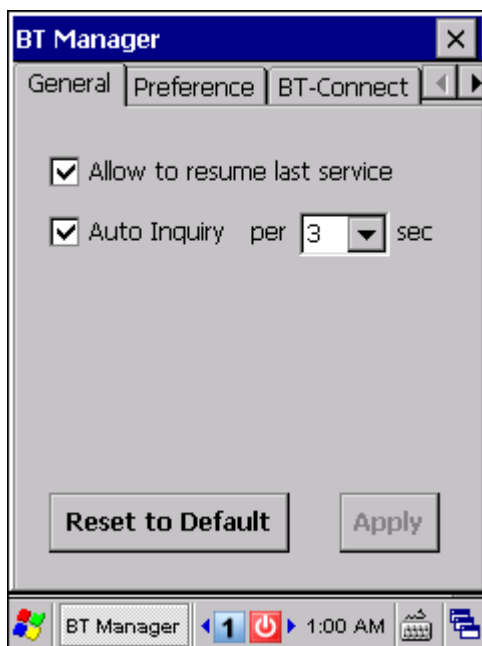 BT Manager
General Preference BT-Connect
Allow to resume last service
Auto Inquiry per 3 sec
Reset to Default Apply
BT Manager 1 1:00 AM